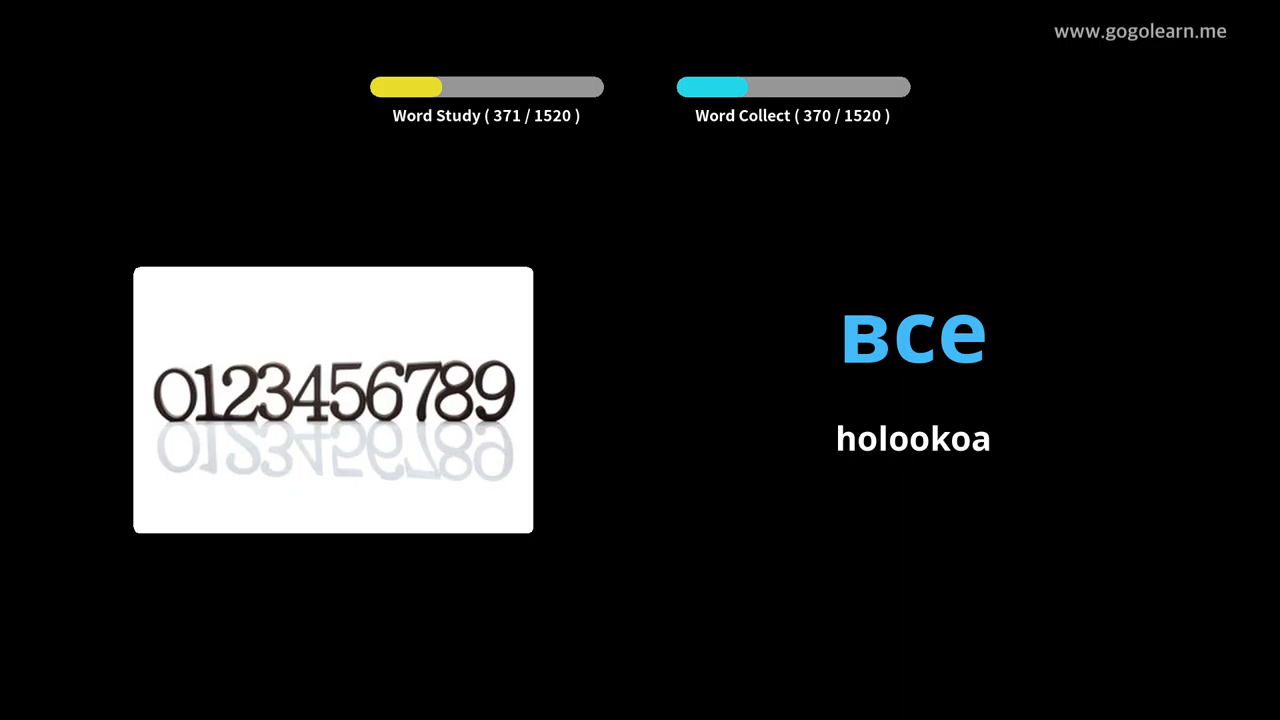 www.gogolearn.me
Word Study ( 371 / 1520 )
Word Collect ( 370 / 1520 )
0123456789
все
holookoa